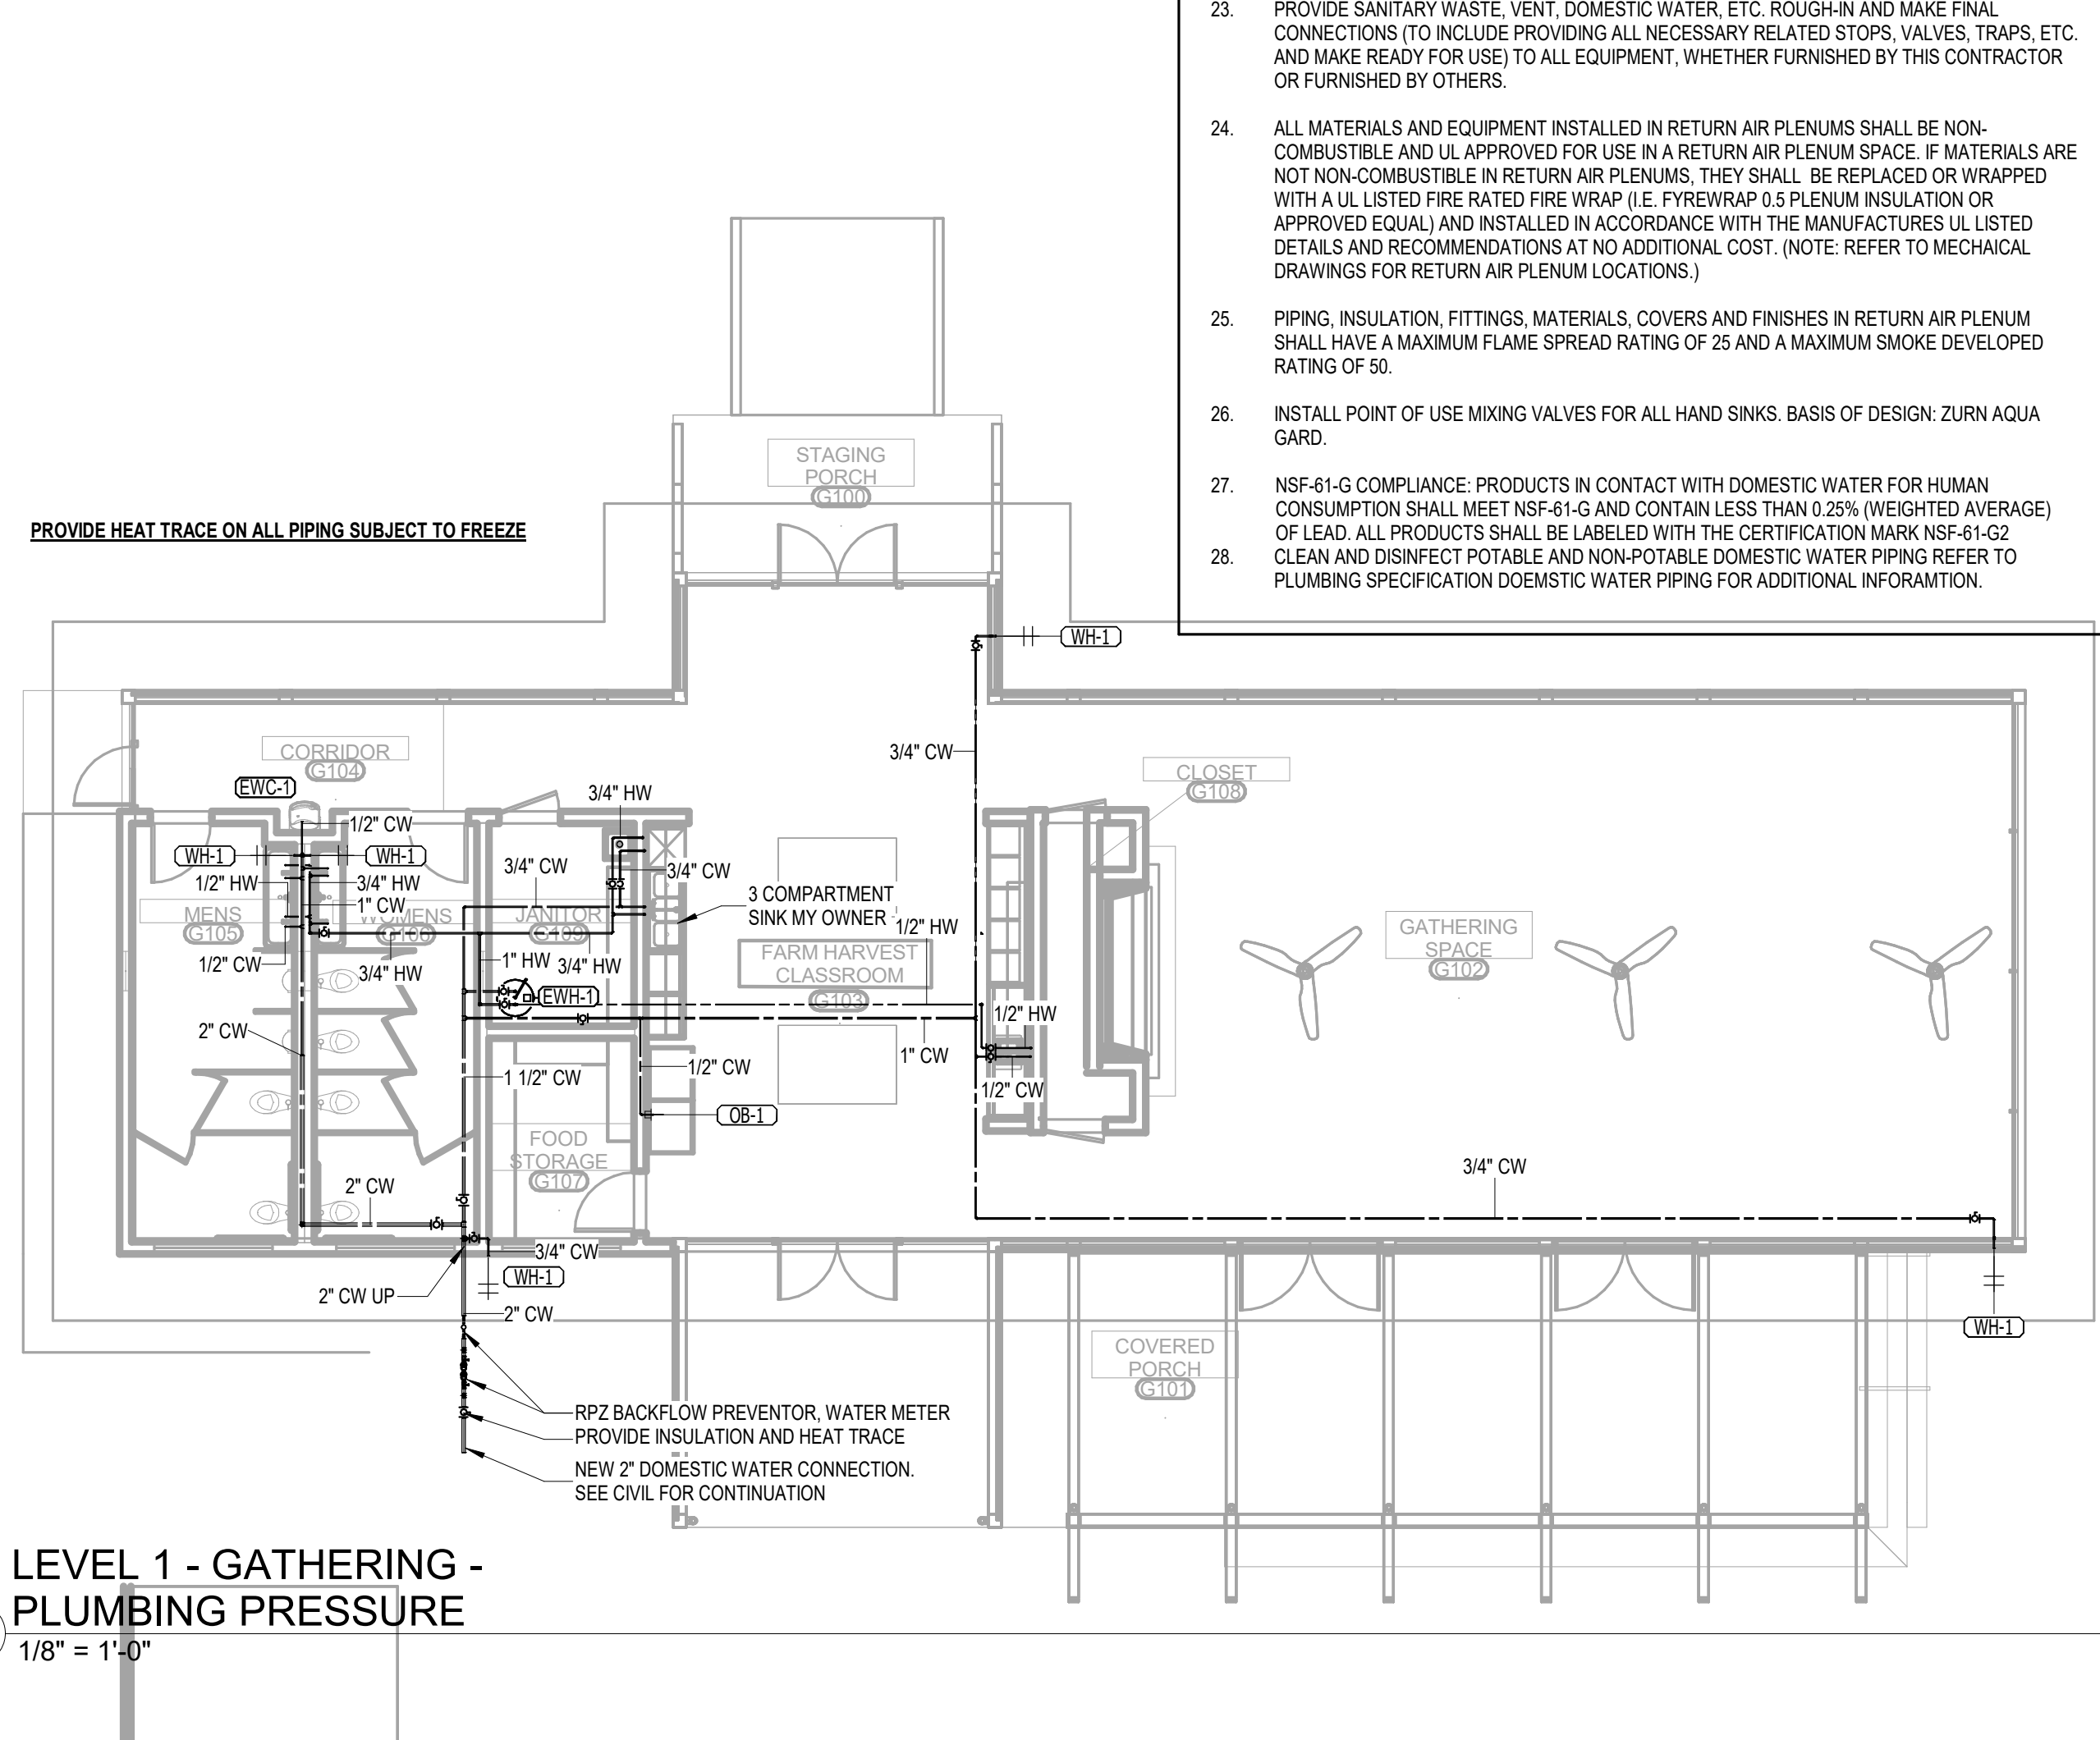 23. PROVIDE SANITARY WASTE, VENT, DOMESTIC WATER, ETC. ROUGH-IN AND MAKE FINAL
CONNECTIONS (TO INCLUDE PROVIDING ALL NECESSARY RELATED STOPS, VALVES, TRAPS, ETC.
AND MAKE READY FOR USE) TO ALL EQUIPMENT, WHETHER FURNISHED BY THIS CONTRACTOR
OR FURNISHED BY OTHERS.
24. ALL MATERIALS AND EQUIPMENT INSTALLED IN RETURN AIR PLENUMS SHALL BE NON-
COMBUSTIBLE AND UL APPROVED FOR USE IN A RETURN AIR PLENUM SPACE. IF MATERIALS ARE
NOT NON-COMBUSTIBLE IN RETURN AIR PLENUMS, THEY SHALL BE REPLACED OR WRAPPED
WITH A UL LISTED FIRE RATED FIRE WRAP (I.E. FYREWRAP 0.5 PLENUM INSULATION OR
APPROVED EQUAL) AND INSTALLED IN ACCORDANCE WITH THE MANUFACTURES UL LISTED
DETAILS AND RECOMMENDATIONS AT NO ADDITIONAL COST. (NOTE: REFER TO MECHAICAL
DRAWINGS FOR RETURN AIR PLENUM LOCATIONS.)
25. PIPING, INSULATION, FITTINGS, MATERIALS, COVERS AND FINISHES IN RETURN AIR PLENUM
SHALL HAVE A MAXIMUM FLAME SPREAD RATING OF 25 AND A MAXIMUM SMOKE DEVELOPED
RATING OF 50.
26. INSTALL POINT OF USE MIXING VALVES FOR ALL HAND SINKS. BASIS OF DESIGN: ZURN AQUA
GARD.
27. NSF-61-G COMPLIANCE: PRODUCTS IN CONTACT WITH DOMESTIC WATER FOR HUMAN
CONSUMPTION SHALL MEET NSF-61-G AND CONTAIN LESS THAN 0.25% (WEIGHTED AVERAGE)
OF LEAD. ALL PRODUCTS SHALL BE LABELED WITH THE CERTIFICATION MARK NSF-61-G2
28. CLEAN AND DISINFECT POTABLE AND NON-POTABLE DOMESTIC WATER PIPING REFER TO
PLUMBING SPECIFICATION DOEMSTIC WATER PIPING FOR ADDITIONAL INFORAMTION.
STAGING
PORCH
G100
PROVIDE HEAT TRACE ON ALL PIPING SUBJECT TO FREEZE
WH-1
3/4" CW
CORRIDOR
G104
EWC-1
CLOSET
G108
3/4" HW
1/2" CW
WH-1
WH-1
3/4" CW
3/4" CW
1/2" HW
3/4" HW
1" CW
3 COMPARTMENT
SINK MY OWNER
1/2" HW
MENS
G105
WOMENS
G106
JANITOR
G109
GATHERING
SPACE
G102
FARM HARVEST
CLASSROOM
G103
1/2" CW
3/4" HW
1" HW
3/4" HW
EWH-1
1/2" HW
2" CW
1" CW
1 1/2" CW
1/2" CW
1/2" CW
OB-1
FOOD
STORAGE
G107
3/4" CW
2" CW
3/4" CW
WH-1
2" CW UP
2" CW
WH-1
COVERED
PORCH
G101
RPZ BACKFLOW PREVENTOR, WATER METER
PROVIDE INSULATION AND HEAT TRACE
NEW 2" DOMESTIC WATER CONNECTION.
SEE CIVIL FOR CONTINUATION
LEVEL 1 - GATHERING -
PLUMBING PRESSURE
1/8" = 1'-0"